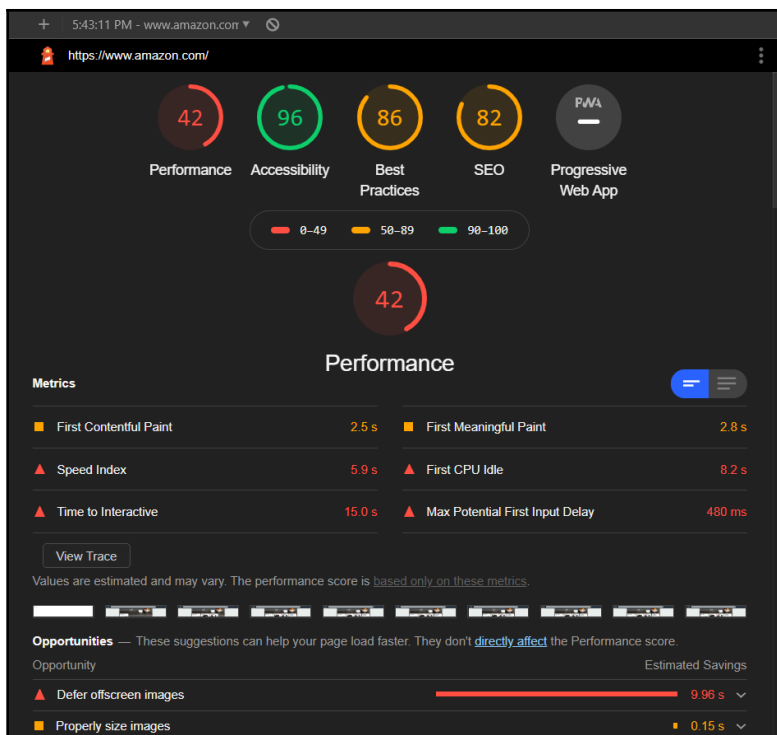 5:43:11 PM - www.amazon.com
https://www.amazon.com/
42 96 86 82 PWA
Performance Accessibility Best Practices SEO Progressive Web App
0–49 50–89 90–100
42
Performance
Metrics
First Contentful Paint 2.5 s First Meaningful Paint 2.8 s
Speed Index 5.9 s First CPU Idle 8.2 s
Time to Interactive 15.0 s Max Potential First Input Delay 480 ms
View Trace
Values are estimated and may vary. The performance score is based only on these metrics.
Opportunities — These suggestions can help your page load faster. They don't directly affect the Performance score.
Opportunity Estimated Savings
Defer offscreen images 9.96 s
Properly size images 0.15 s